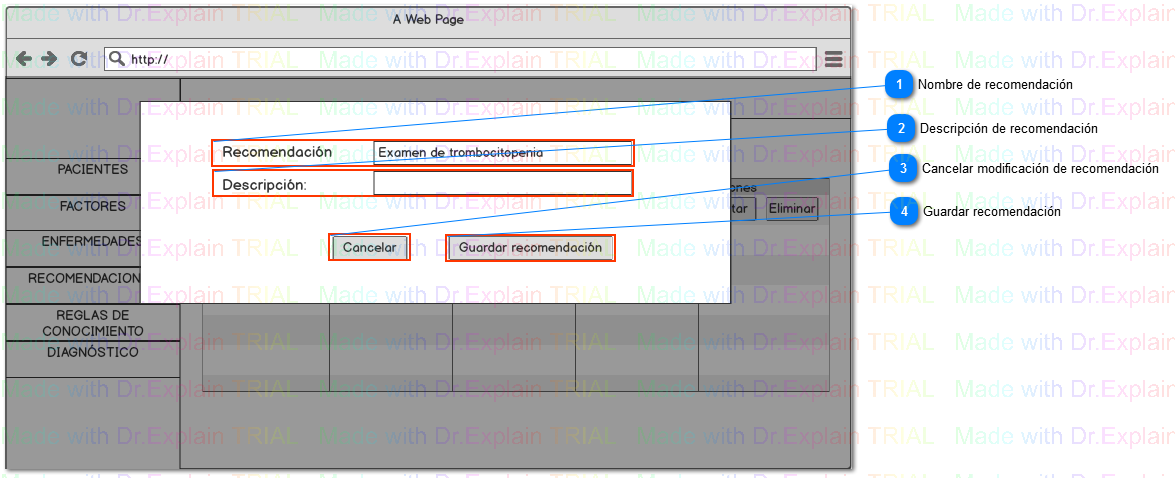 A Web Page
http://
PACIENTES
FACTORES
ENFERMEDADES
RECOMENDACION
REGLAS DE
CONOCIMIENTO
DIAGNÓSTICO
Recomendación
Examen de trombocitopenia
Descripción:
Cancelar
Guardar recomendación
ones
tar
Eliminar
1 Nombre de recomendación
2 Descripción de recomendación
3 Cancelar modificación de recomendación
4 Guardar recomendación
Made with Dr.Explain TRIAL